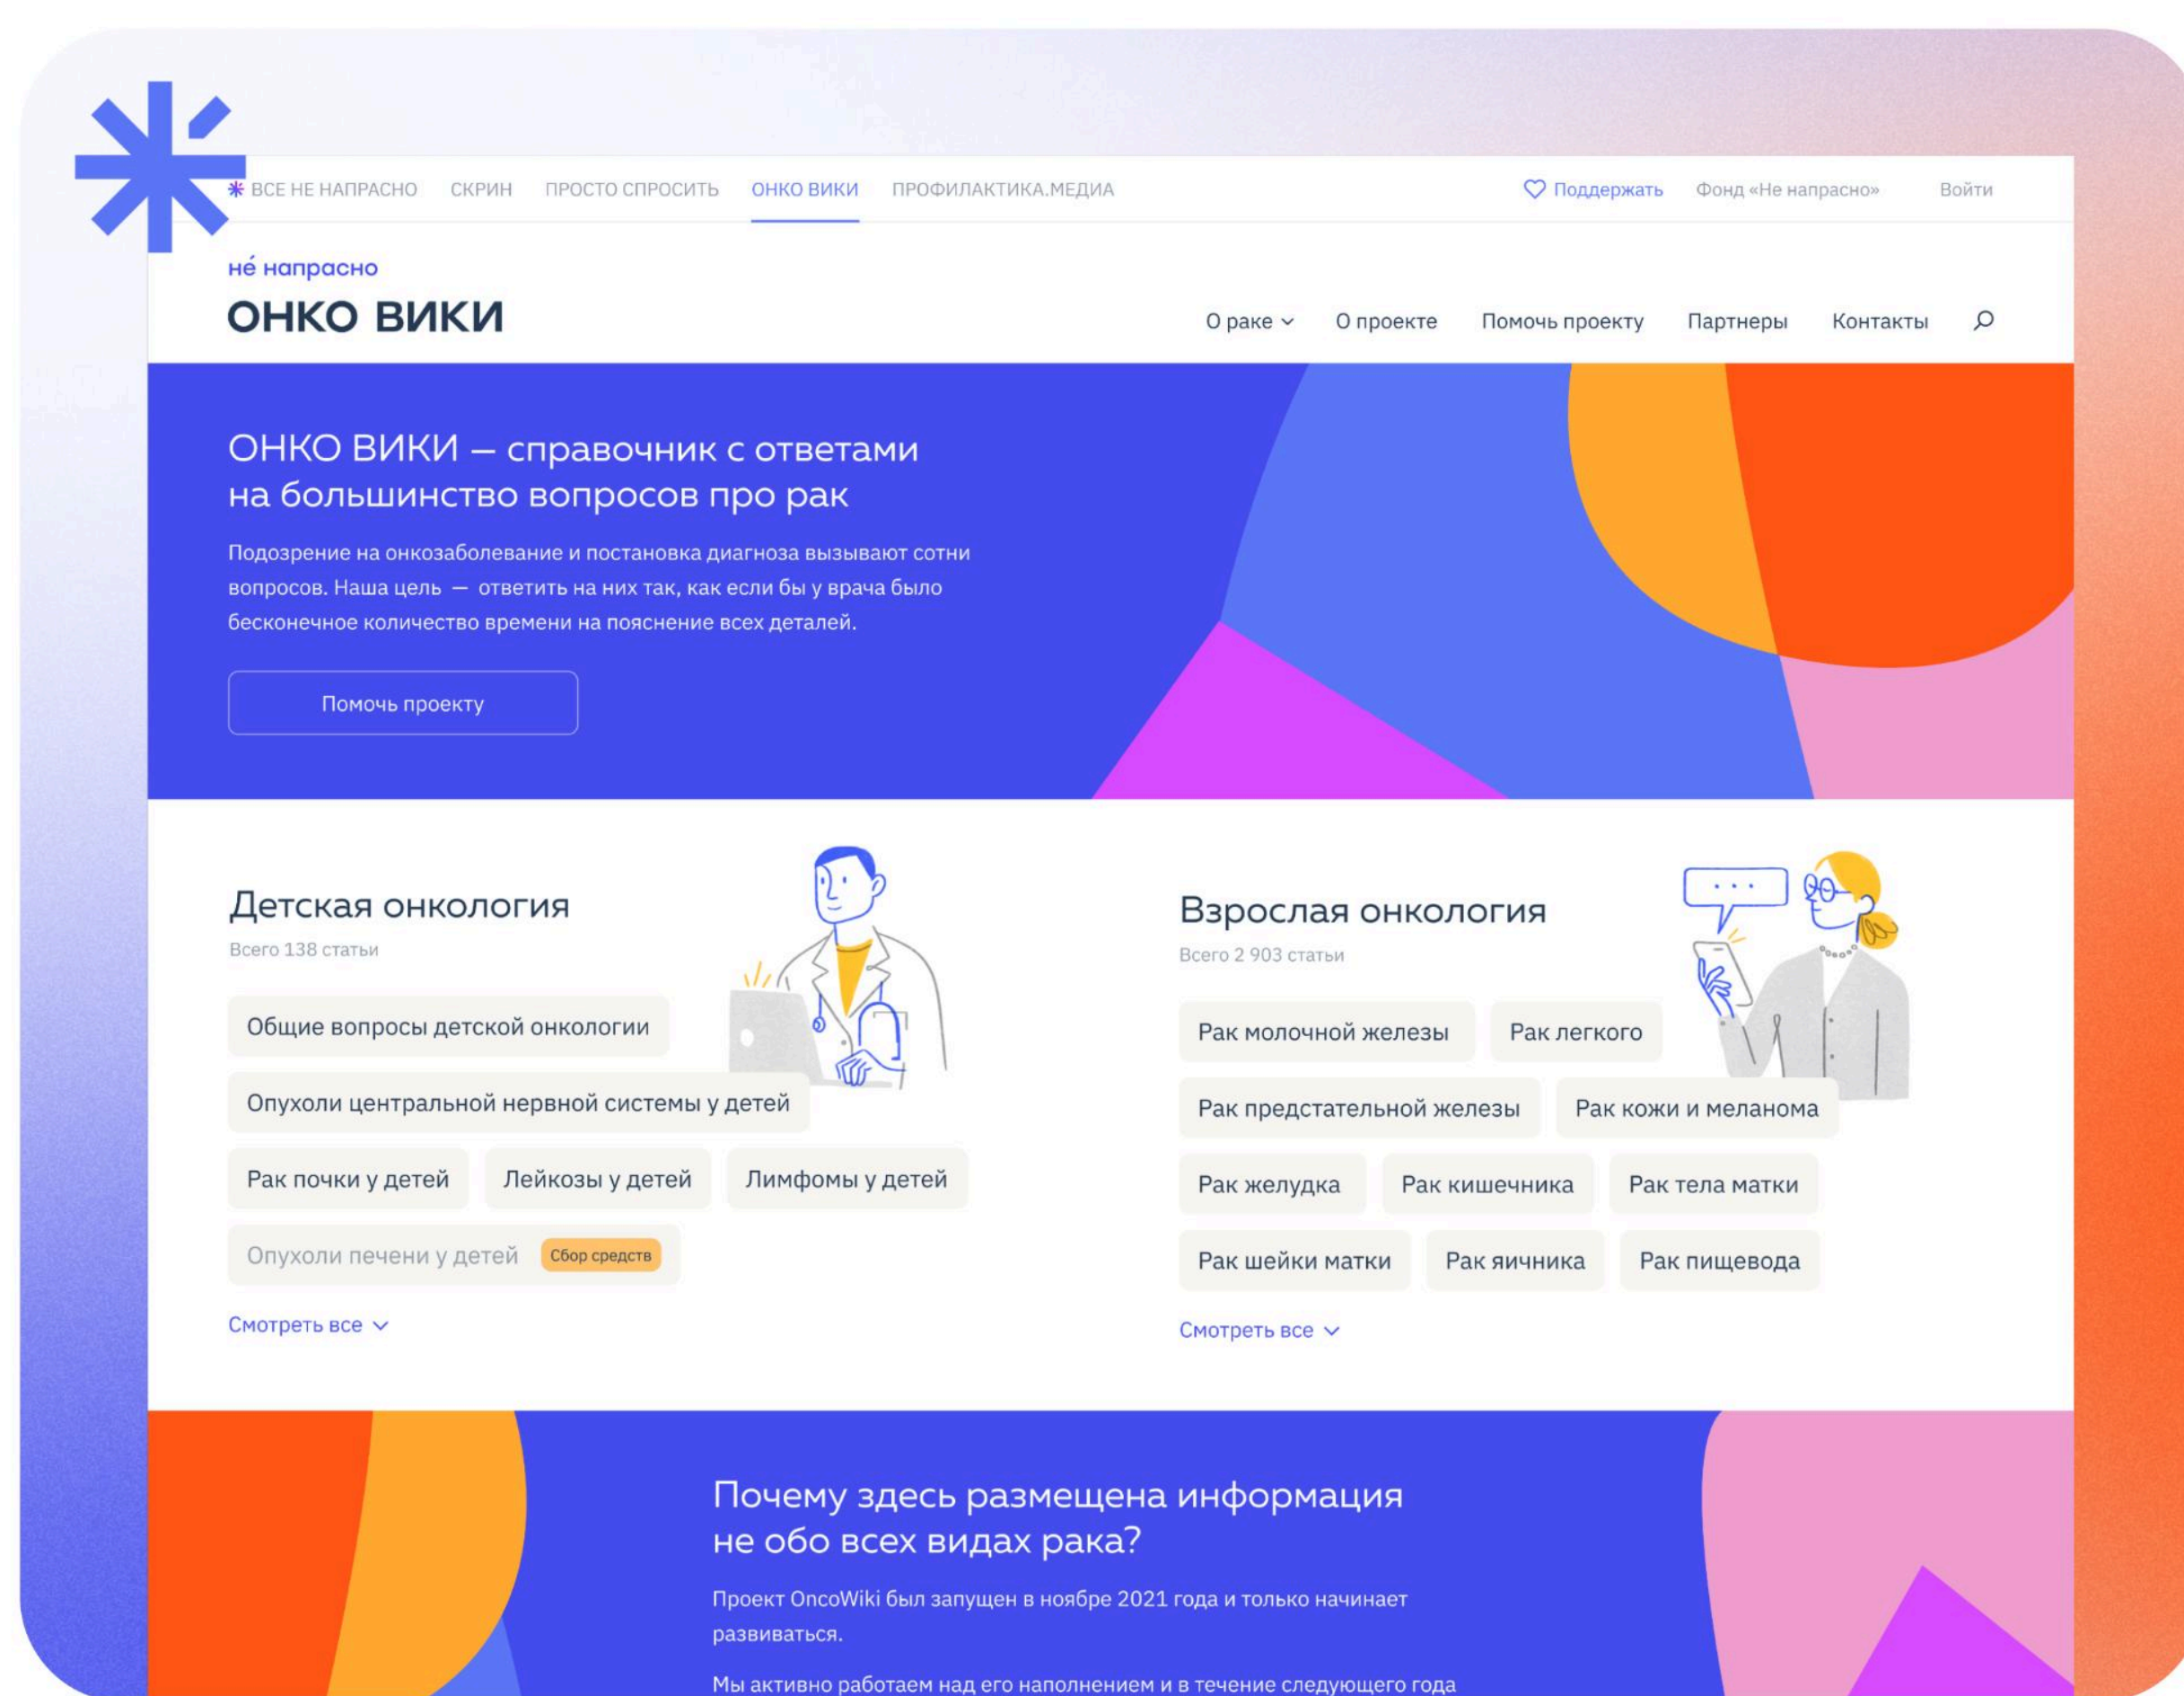 ВСЕ НЕ НАПРАСНО СКРИН ПРОСТО СПРОСИТЬ ОНКО ВИКИ ПРОФИЛАКТИКА.МЕДИА Поддержать Фонд «Не напрасно» Войти
не́ напрасно
ОНКО ВИКИ
О раке О проекте Помочь проекту Партнеры Контакты
ОНКО ВИКИ — справочник с ответами
на большинство вопросов про рак
Подозрение на онкозаболевание и постановка диагноза вызывают сотни
вопросов. Наша цель — ответить на них так, как если бы у врача было
бесконечное количество времени на пояснение всех деталей.
Помочь проекту
Детская онкология
Всего 138 статьи
Общие вопросы детской онкологии
Опухоли центральной нервной системы у детей
Рак почки у детей Лейкозы у детей Лимфомы у детей
Опухоли печени у детей Сбор средств
Смотреть все
Взрослая онкология
Всего 2 903 статьи
Рак молочной железы Рак легкого
Рак предстательной железы Рак кожи и меланома
Рак желудка Рак кишечника Рак тела матки
Рак шейки матки Рак яичника Рак пищевода
Смотреть все
Почему здесь размещена информация
не обо всех видах рака?
Проект OncoWiki был запущен в ноябре 2021 года и только начинает
развиваться.
Мы активно работаем над его наполнением и в течение следующего года